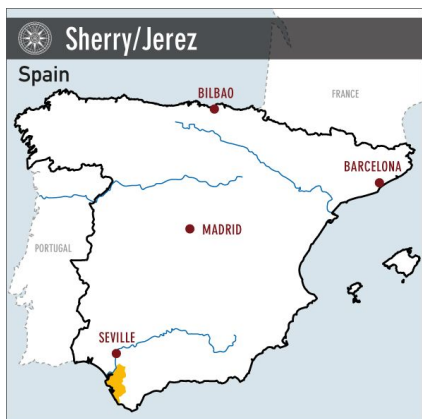 Sherry/Jerez
Spain
BILBAO
FRANCE
BARCELONA
MADRID
PORTUGAL
SEVILLE